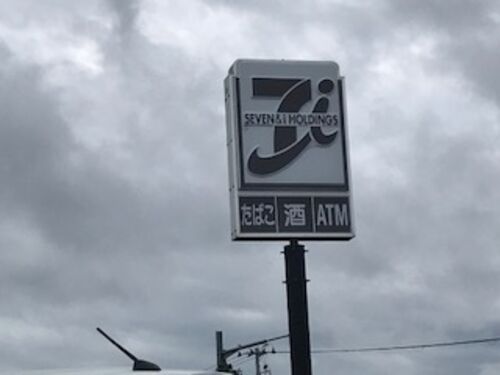 SEVEN & i HOLDINGS
たばこ 酒 ATM